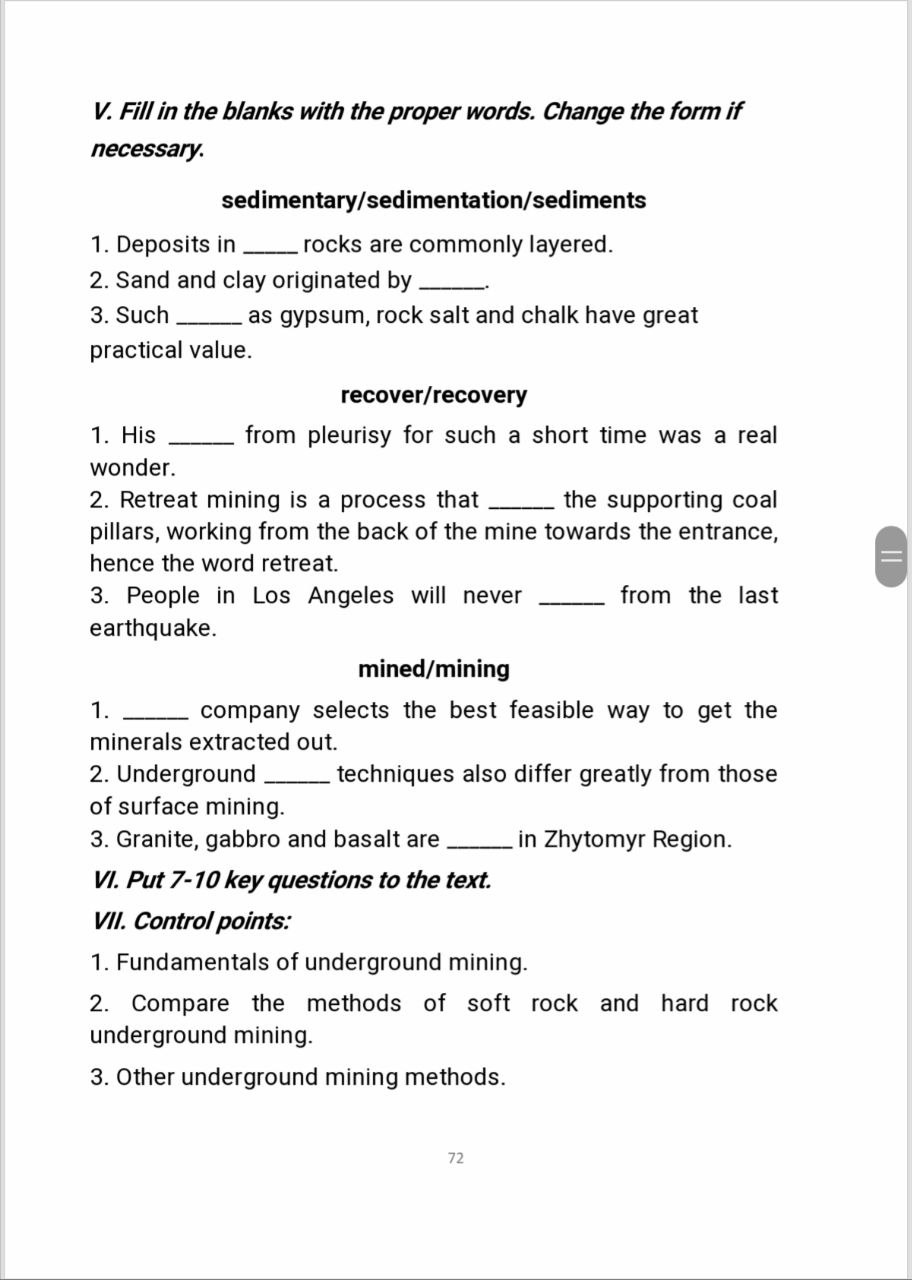 V. Fill in the blanks with the proper words. Change the form if
necessary.
sedimentary/sedimentation/sediments
1. Deposits in _____ rocks are commonly layered.
2. Sand and clay originated by ______.
3. Such ______ as gypsum, rock salt and chalk have great
practical value.
recover/recovery
1. His ______ from pleurisy for such a short time was a real
wonder.
2. Retreat mining is a process that ______ the supporting coal
pillars, working from the back of the mine towards the entrance,
hence the word retreat.
3. People in Los Angeles will never ______ from the last
earthquake.
mined/mining
1. ______ company selects the best feasible way to get the
minerals extracted out.
2. Underground ______ techniques also differ greatly from those
of surface mining.
3. Granite, gabbro and basalt are ______ in Zhytomyr Region.
VI. Put 7-10 key questions to the text.
VII. Control points:
1. Fundamentals of underground mining.
2. Compare the methods of soft rock and hard rock
underground mining.
3. Other underground mining methods.
72